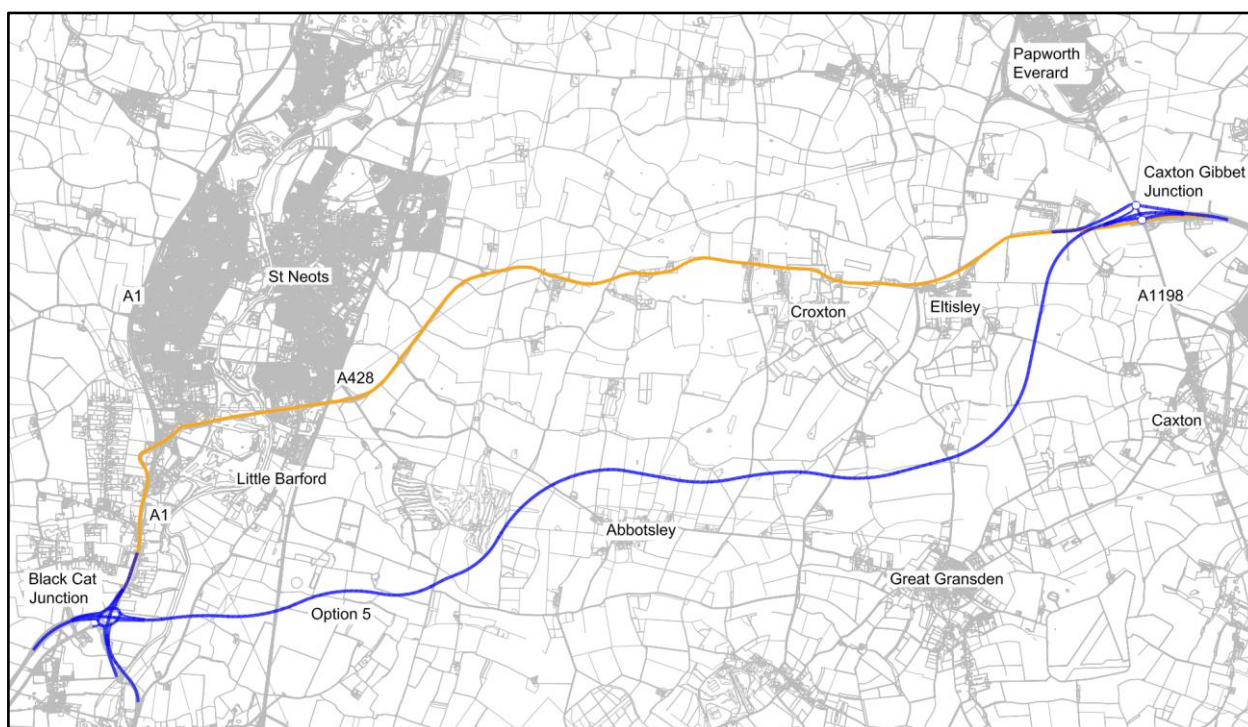 Papworth
Everard
Caxton Gibbet
Junction
St Neots
A1
A1198
Croxton
Eltisley
A428
Caxton
Little Barford
A1
Abbotsley
Black Cat
Junction
Great Gransden
Option 5